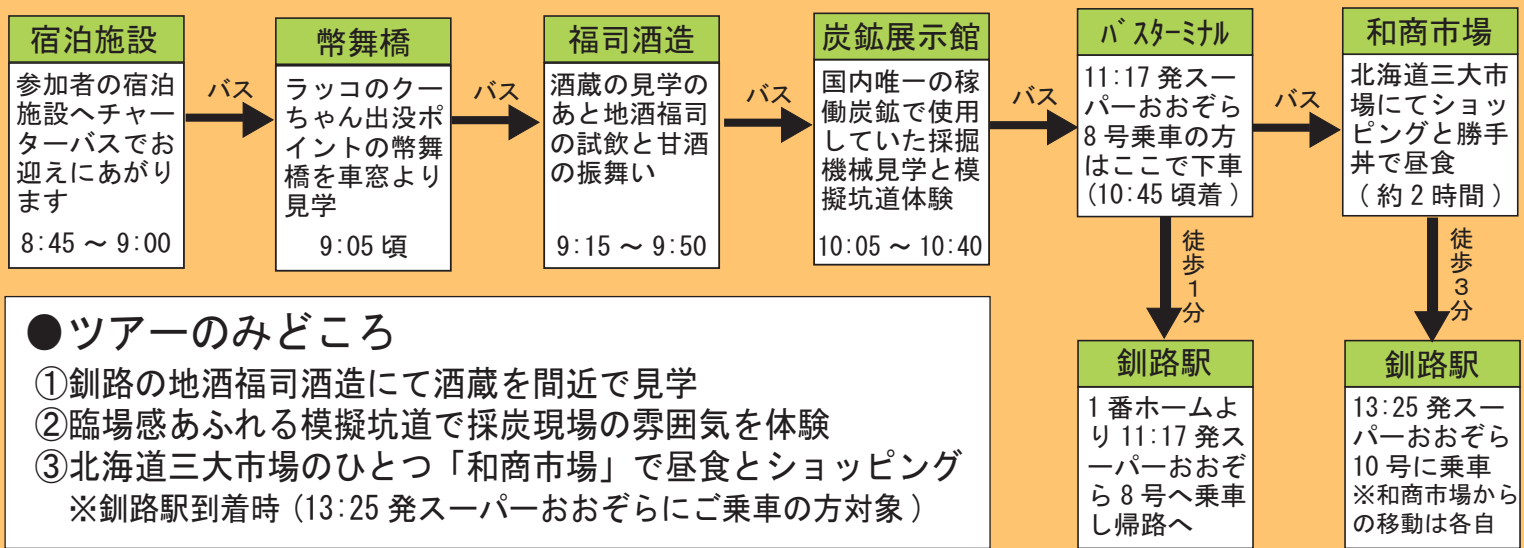 宿泊施設
参加者の宿泊
施設へチャー
ターバスでお
迎えにあがり
ます
8:45 ～ 9:00
バス
幣舞橋
ラッコのクー
ちゃん出没ポ
イントの幣舞
橋を車窓より
見学
9:05 頃
バス
福司酒造
酒蔵の見学の
あと地酒福司
の試飲と甘酒
の振舞い
9:15 ～ 9:50
バス
炭鉱展示館
国内唯一の稼
働炭鉱で使用
していた採掘
機械見学と模
擬坑道体験
10:05 ～ 10:40
バス
バスターミナル
11:17 発スー
パーおおぞら
8 号乗車の方
はここで下車
(10:45 頃着)
バス
和商市場
北海道三大市
場にてショッ
ピングと勝手
丼で昼食
(約 2 時間)
徒歩1分
徒歩3分
釧路駅
1 番ホームよ
り 11:17 発ス
ーパーおおぞ
ら 8 号へ乗車
し帰路へ
釧路駅
13:25 発スー
パーおおぞら
10 号に乗車
※和商市場から
の移動は各自
●ツアーのみどころ
①釧路の地酒福司酒造にて酒蔵を間近で見学
②臨場感あふれる模擬坑道で採炭現場の雰囲気を体験
③北海道三大市場のひとつ「和商市場」で昼食とショッピング
※釧路駅到着時 (13:25 発スーパーおおぞらにご乗車の方対象)